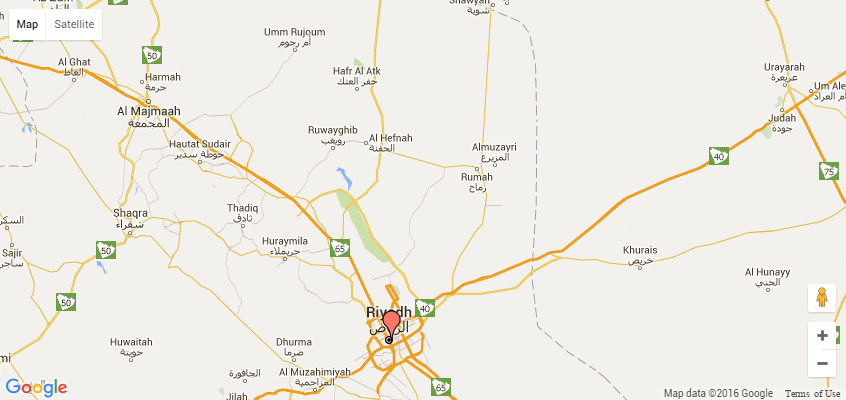 Shawyah
شوية
Map
Satellite
Umm Rujoum
أم رجوم
50
Al Ghat
الغاط
Harmah
حرمة
Hafr Al Atk
حفر العتك
Urayarah
عريعرة
Um Ale
ام العراد
Al Majmaah
المجمعة
Judah
جودة
Ruwayghib
رويغب
Al Hefnah
الحفنة
Hautat Sudair
حوطة سدير
Almuzayri
المزيرع
40
75
Rumah
رماح
Shaqra
شقراء
Thadiq
ثادق
السكر
Sajir
ساجر
50
Huraymila
حريملاء
65
Khurais
خريص
Al Hunayy
الحني
50
40
Riyadh
الرياض
Huwaitah
حويتة
Dhurma
ضرما
mi
الجافورة
Al Muzahimiyah
المزاحمية
65
Jilah
Google
Map data ©2016 Google
Terms of Use